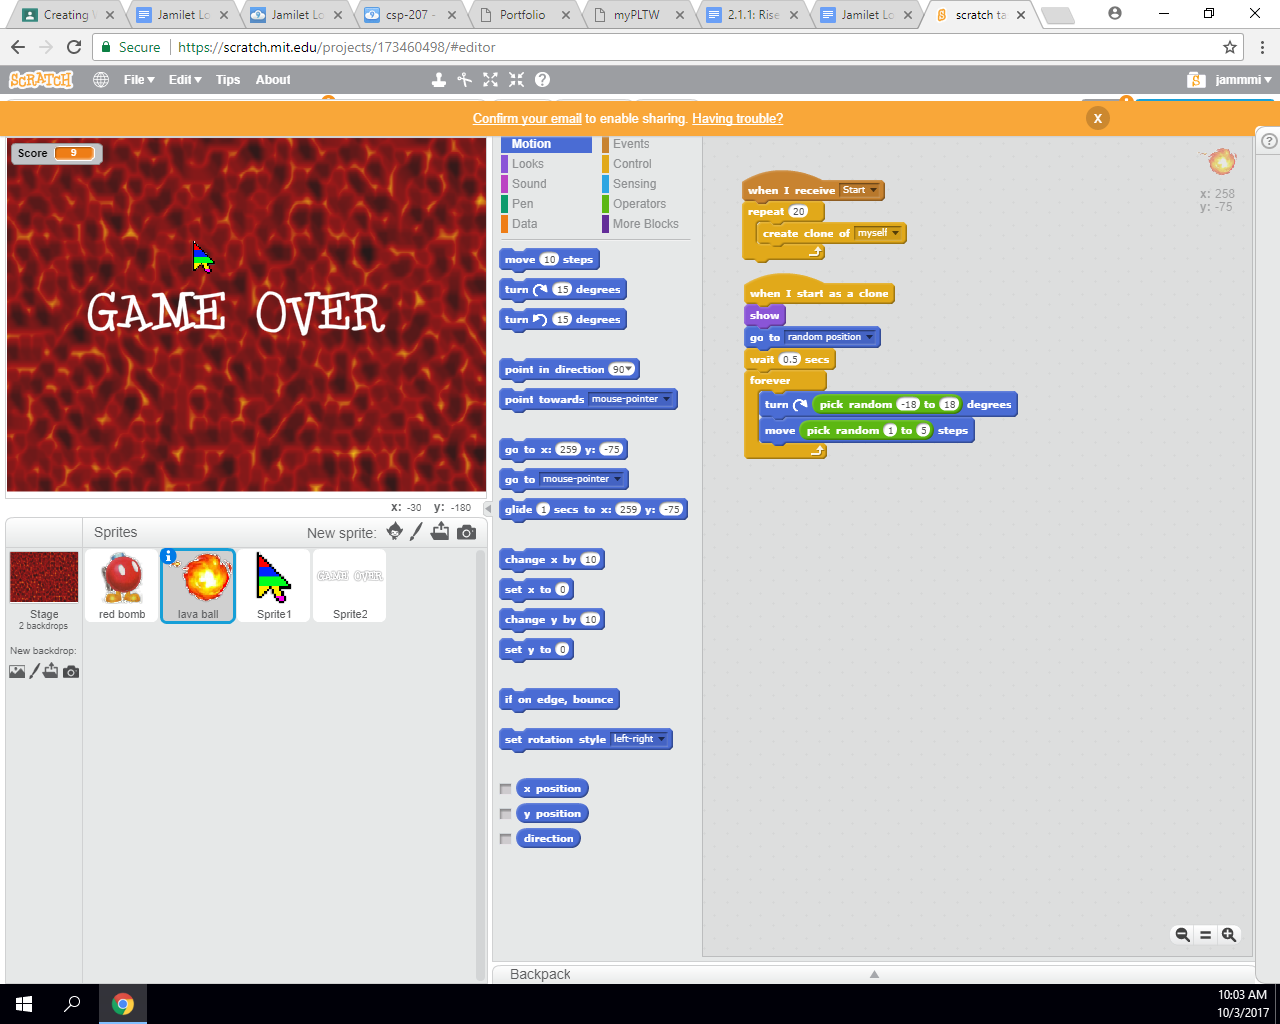 Creating
Jamilet Lo
Jamilet Lo
csp-207 -
Portfolio
myPLTW
2.1.1: Rise
Jamilet Lo
scratch ta
Secure
https://scratch.mit.edu/projects/173460498/#editor
SCRATCH
File
Edit
Tips
About
jammmi
Confirm your email to enable sharing. Having trouble?
X
Score 9
GAME OVER
x: -30 y: -180
Motion
Looks
Sound
Pen
Data
Events
Control
Sensing
Operators
More Blocks
move 10 steps
turn 15 degrees
turn 15 degrees
point in direction 90
point towards mouse-pointer
go to x: 259 y: -75
go to mouse-pointer
glide 1 secs to x: 259 y: -75
change x by 10
set x to 0
change y by 10
set y to 0
if on edge, bounce
set rotation style left-right
x position
y position
direction
when I receive Start
repeat 20
create clone of myself
when I start as a clone
show
go to random position
wait 0.5 secs
forever
turn pick random -18 to 18 degrees
move pick random 1 to 5 steps
x: 258
y: -75
Sprites
New sprite:
Stage
2 backdrops
New backdrop:
red bomb
lava ball
Sprite1
GAME OVER
Sprite2
Backpack
10:03 AM
10/3/2017